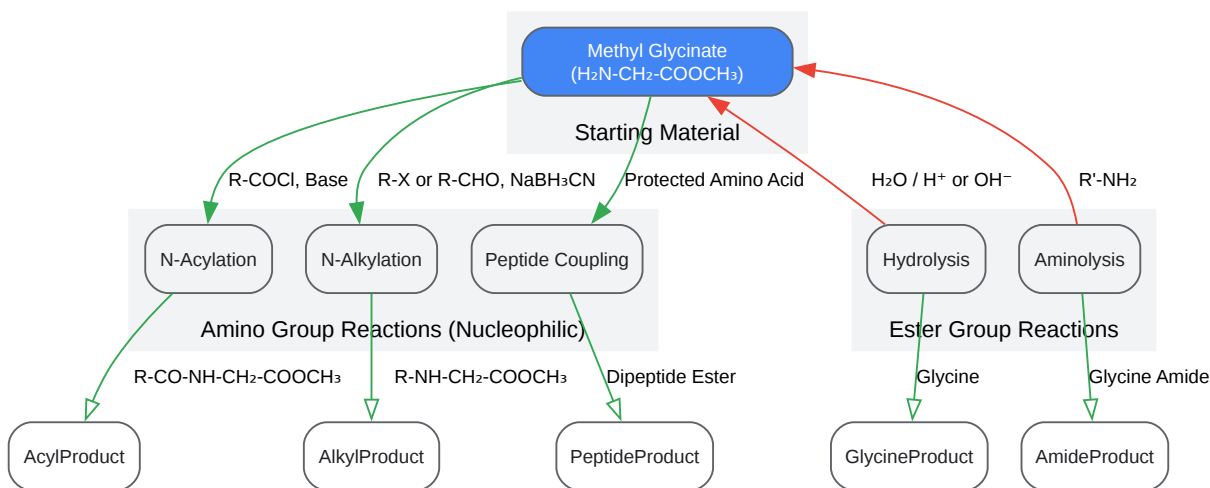 Methyl Glycinate
(H₂N-CH₂-COOCH₃)
Starting Material
R-COCl, Base
R-X or R-CHO, NaBH₃CN
Protected Amino Acid
H₂O / H⁺ or OH⁻
R'-NH₂
N-Acylation
N-Alkylation
Peptide Coupling
Hydrolysis
Aminolysis
Amino Group Reactions (Nucleophilic)
Ester Group Reactions
R-CO-NH-CH₂-COOCH₃
R-NH-CH₂-COOCH₃
Dipeptide Ester
Glycine
Glycine Amide
AcylProduct
AlkylProduct
PeptideProduct
GlycineProduct
AmideProduct